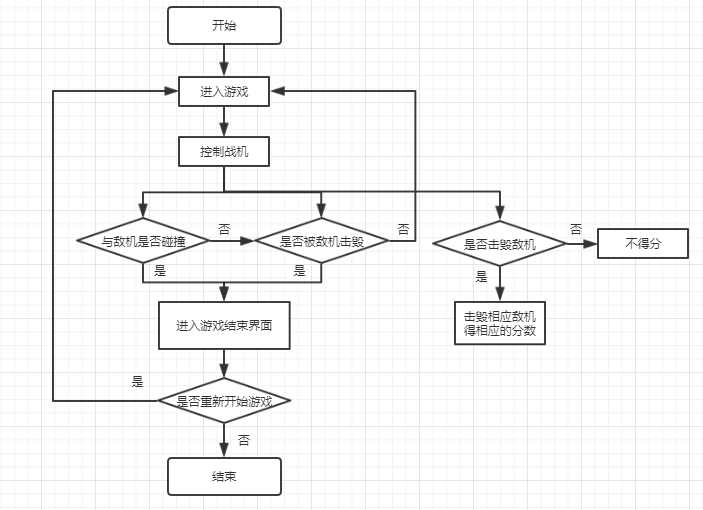 开始
进入游戏
控制战机
与敌机是否碰撞
否
是否被敌机击毁
否
是否击毁敌机
否
不得分
是
是
是
进入游戏结束界面
击毁相应敌机
得相应的分数
是
是否重新开始游戏
否
结束